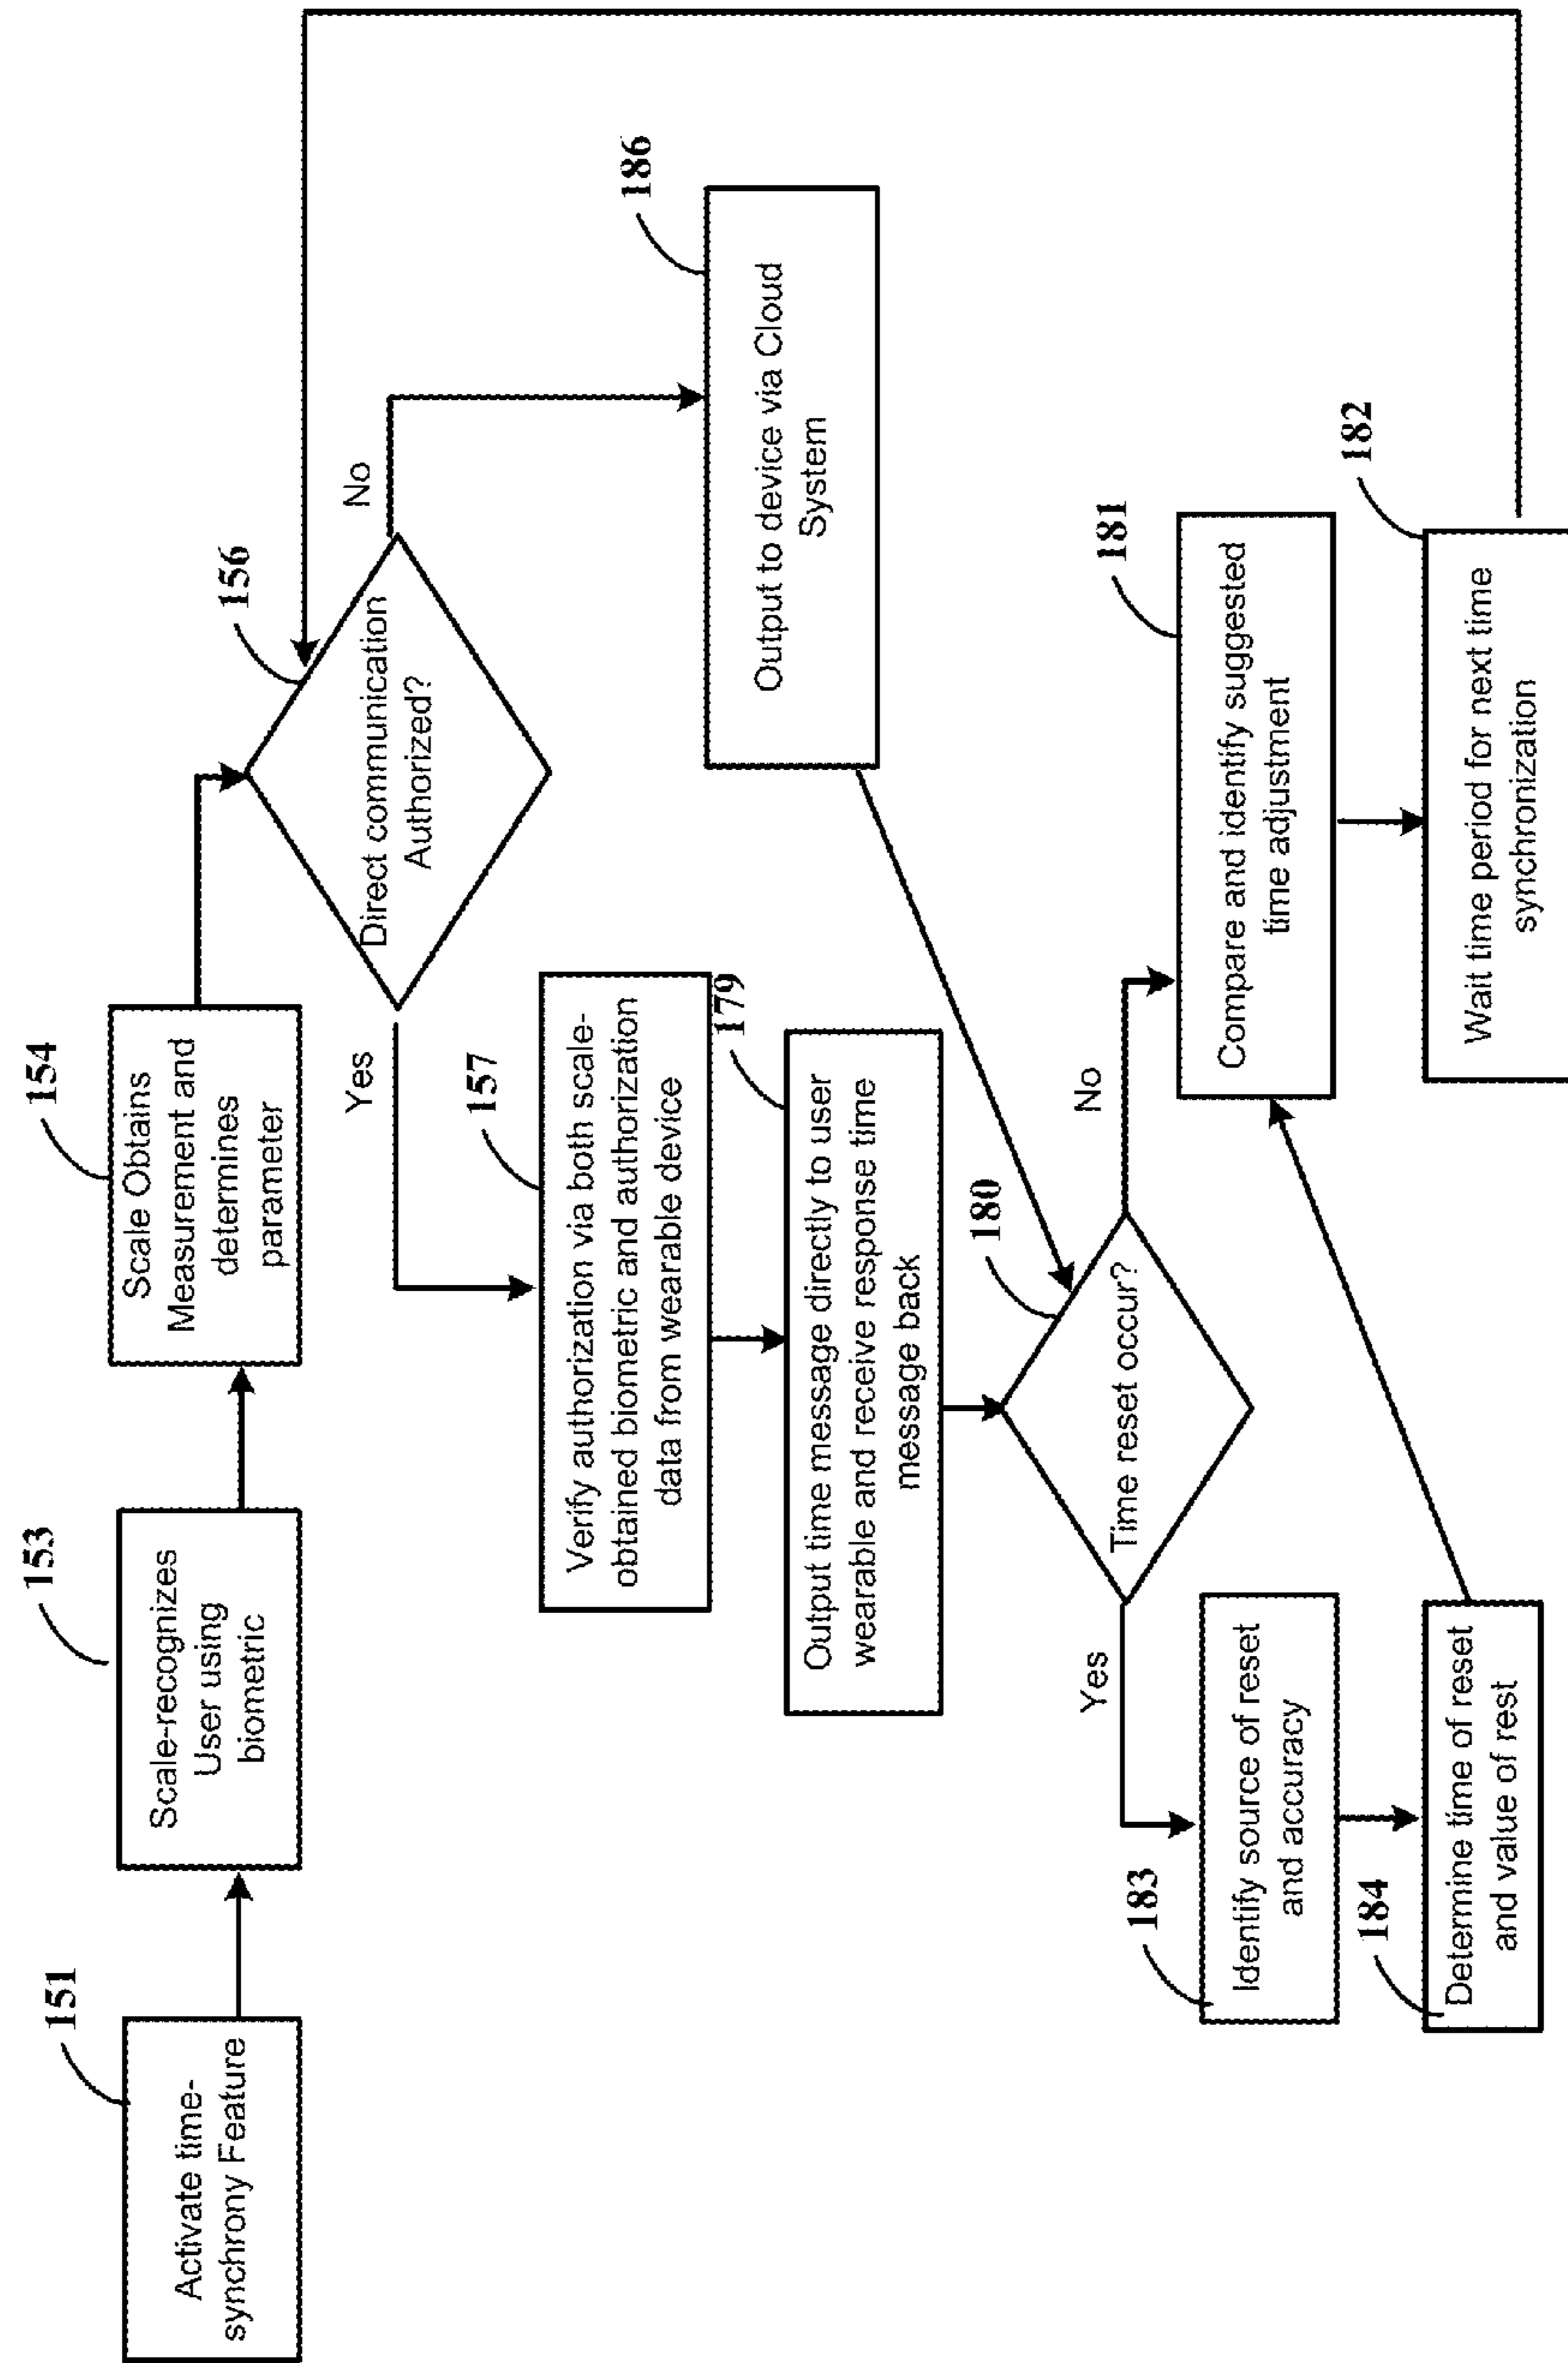 151
Activate time-
synchrony Feature
153
Scale-recognizes
User using
biometric
154
Scale Obtains
Measurement and
determines
parameter
156
Direct communication
Authorized?
Yes
No
157
Verify authorization via both scale-
obtained biometric and authorization
data from wearable device
186
Output to device via Cloud
System
179
Output time message directly to user
wearable and receive response time
message back
180
Time reset occur?
Yes
No
183
Identify source of reset
and accuracy
181
Compare and identify suggested
time adjustment
184
Determine time of reset
and value of rest
182
Wait time period for next time
synchronization